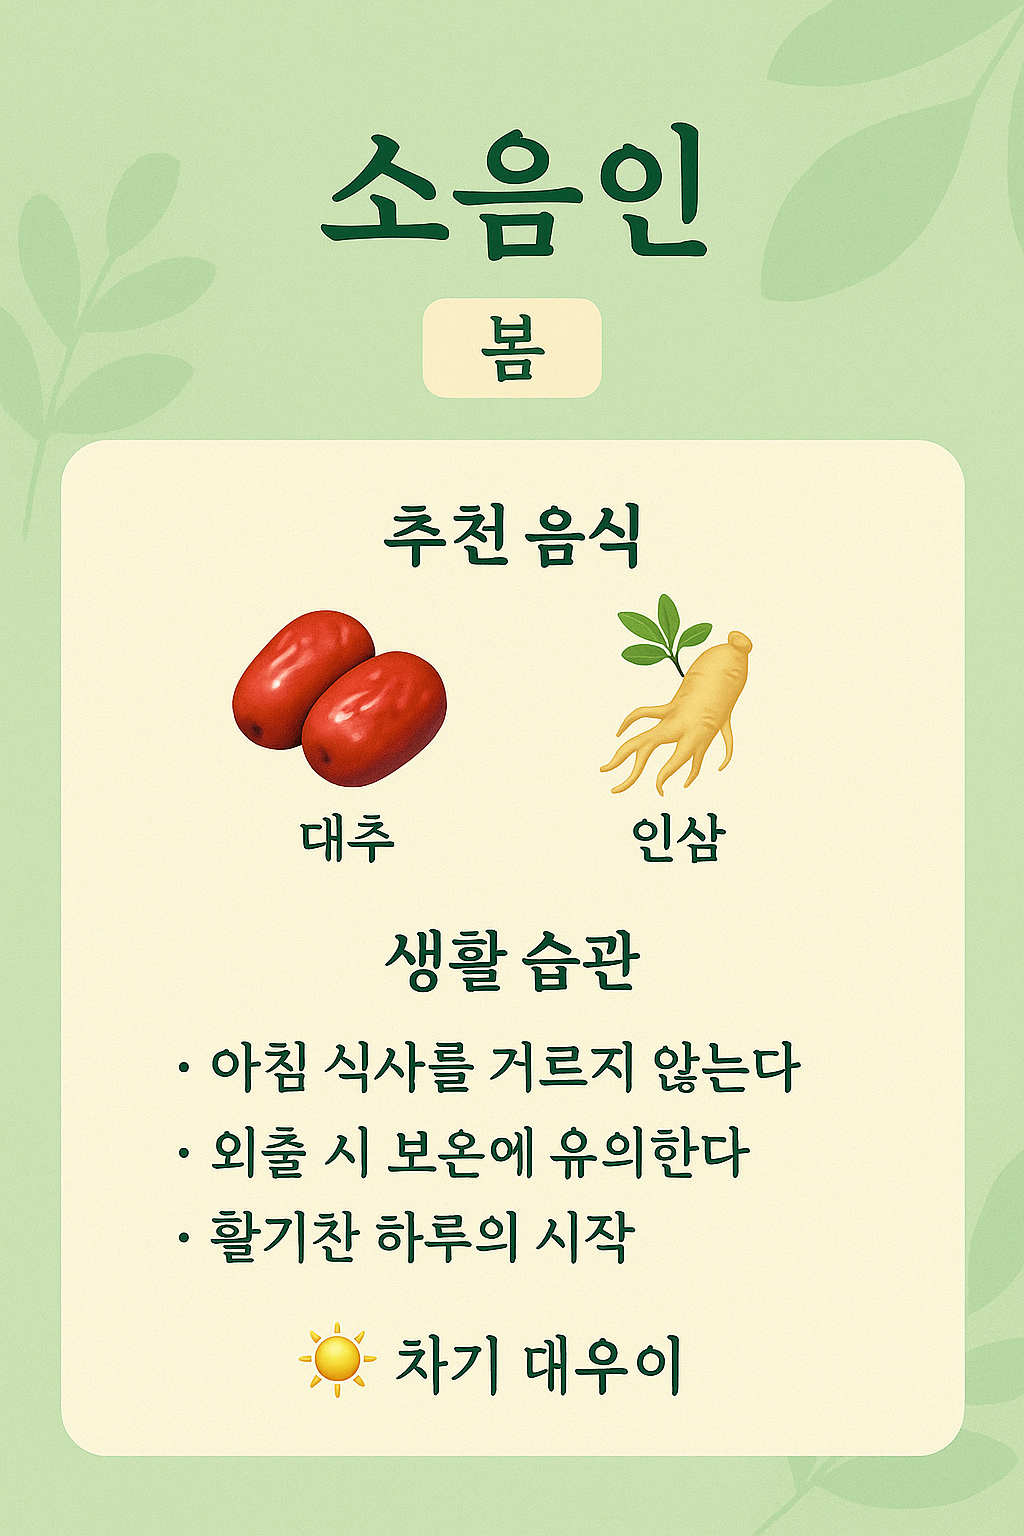 소음인
봄
추천 음식
대추
인삼
생활 습관
· 아침 식사를 거르지 않는다
· 외출 시 보온에 유의한다
· 활기찬 하루의 시작
차기 대우이